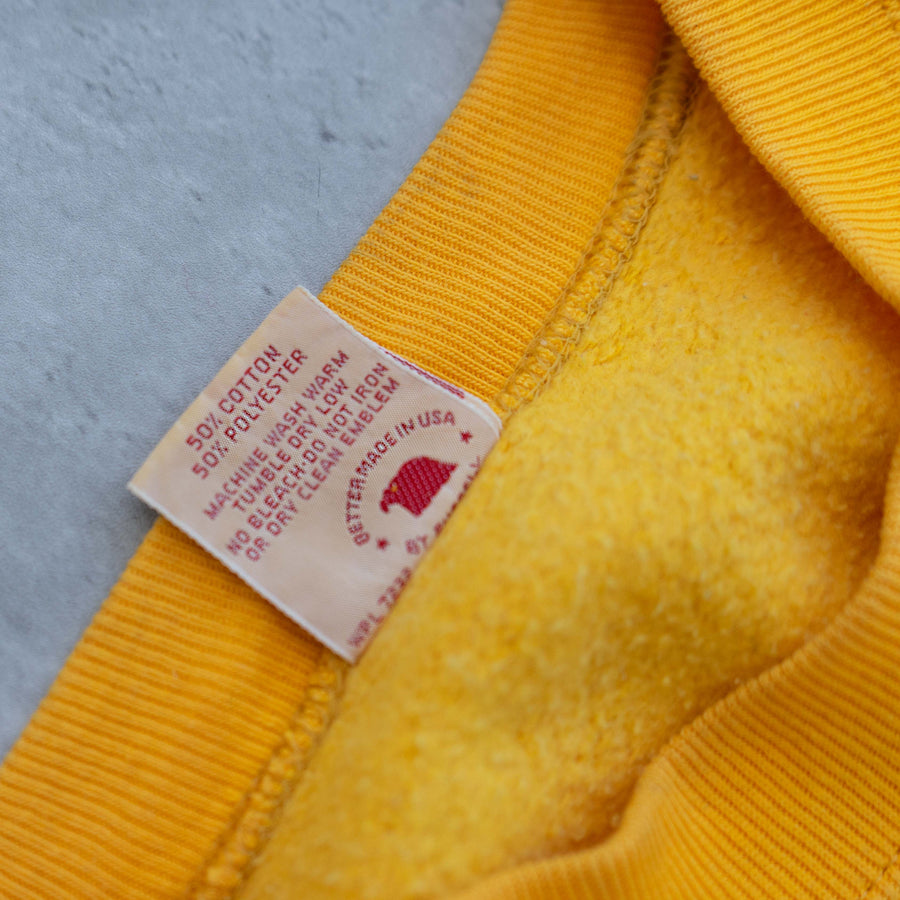 50% COTTON
50% POLYESTER
MACHINE WASH WARM
TUMBLE DRY LOW
NO BLEACH•DO NOT IRON
OR DRY CLEAN EMBLEM
BETTER MADE IN USA
BY